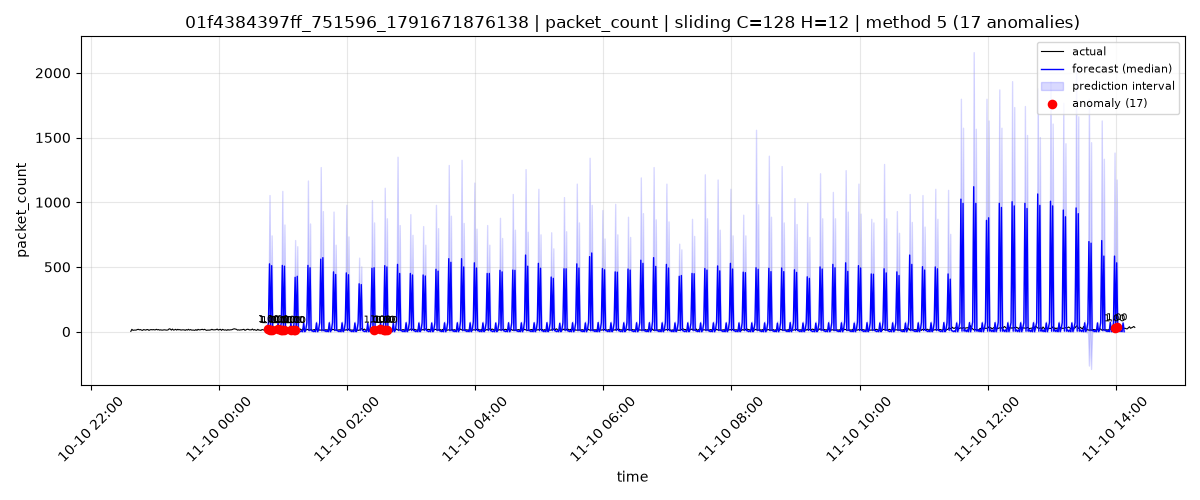 01f4384397ff_751596_1791671876138 | packet_count | sliding C=128 H=12 | method 5 (17 anomalies)
actual
forecast (median)
prediction interval
anomaly (17)
packet_count
2000
1500
1000
500
0
10-10 22:00
11-10 00:00
11-10 02:00
11-10 04:00
11-10 06:00
11-10 08:00
11-10 10:00
11-10 12:00
11-10 14:00
time